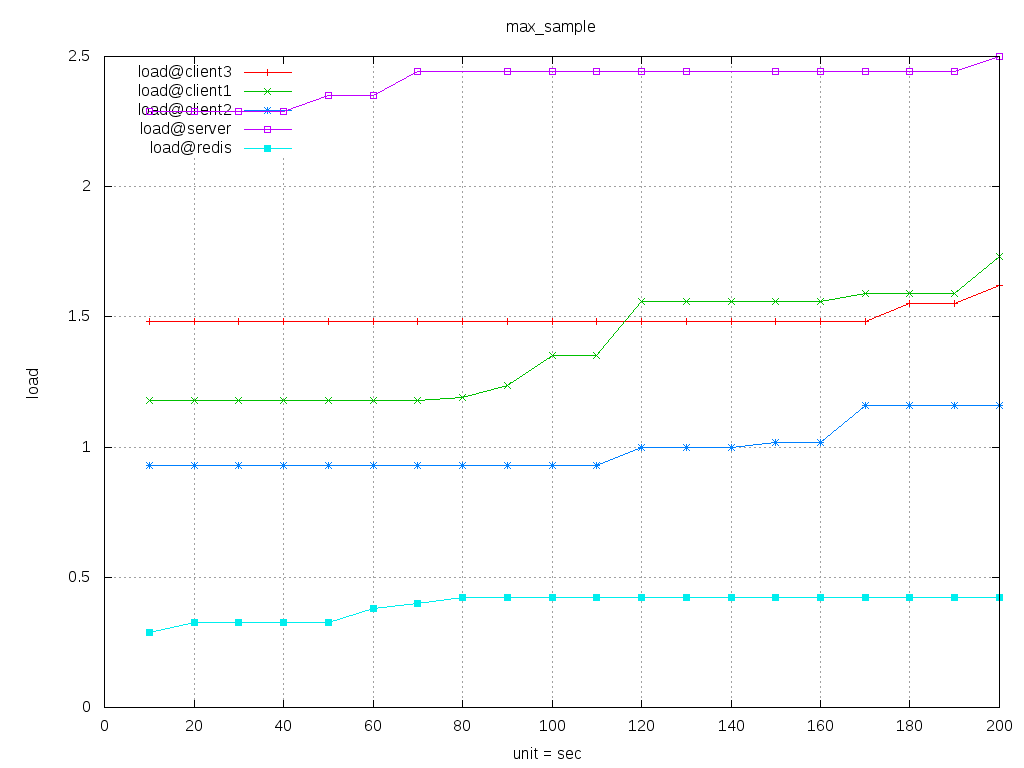 max_sample
2.5
load@client3
load@client1
load@client2
load@server
load@redis
2
1.5
load
1
0.5
0
0 20 40 60 80 100 120 140 160 180 200
unit = sec